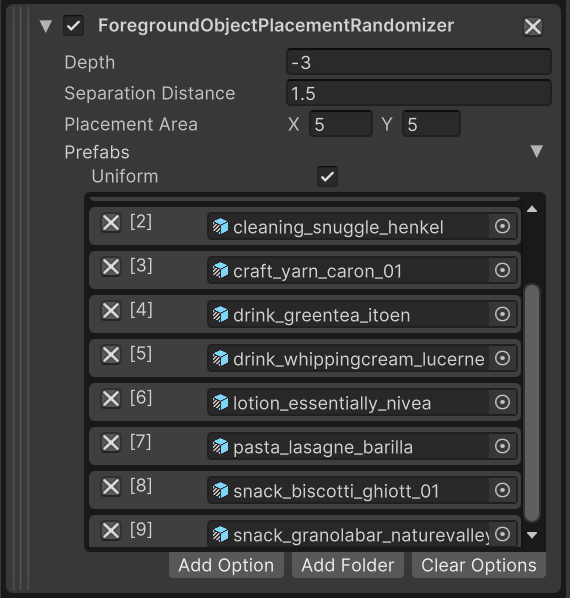 ForegroundObjectPlacementRandomizer
Depth -3
Separation Distance 1.5
Placement Area X 5 Y 5
Prefabs
Uniform
[2] cleaning_snuggle_henkel
[3] craft_yarn_caron_01
[4] drink_greentea_itoen
[5] drink_whippingcream_lucerne
[6] lotion_essentially_nivea
[7] pasta_lasagne_barilla
[8] snack_biscotti_ghiott_01
[9] snack_granolabar_naturevalley
Add Option Add Folder Clear Options